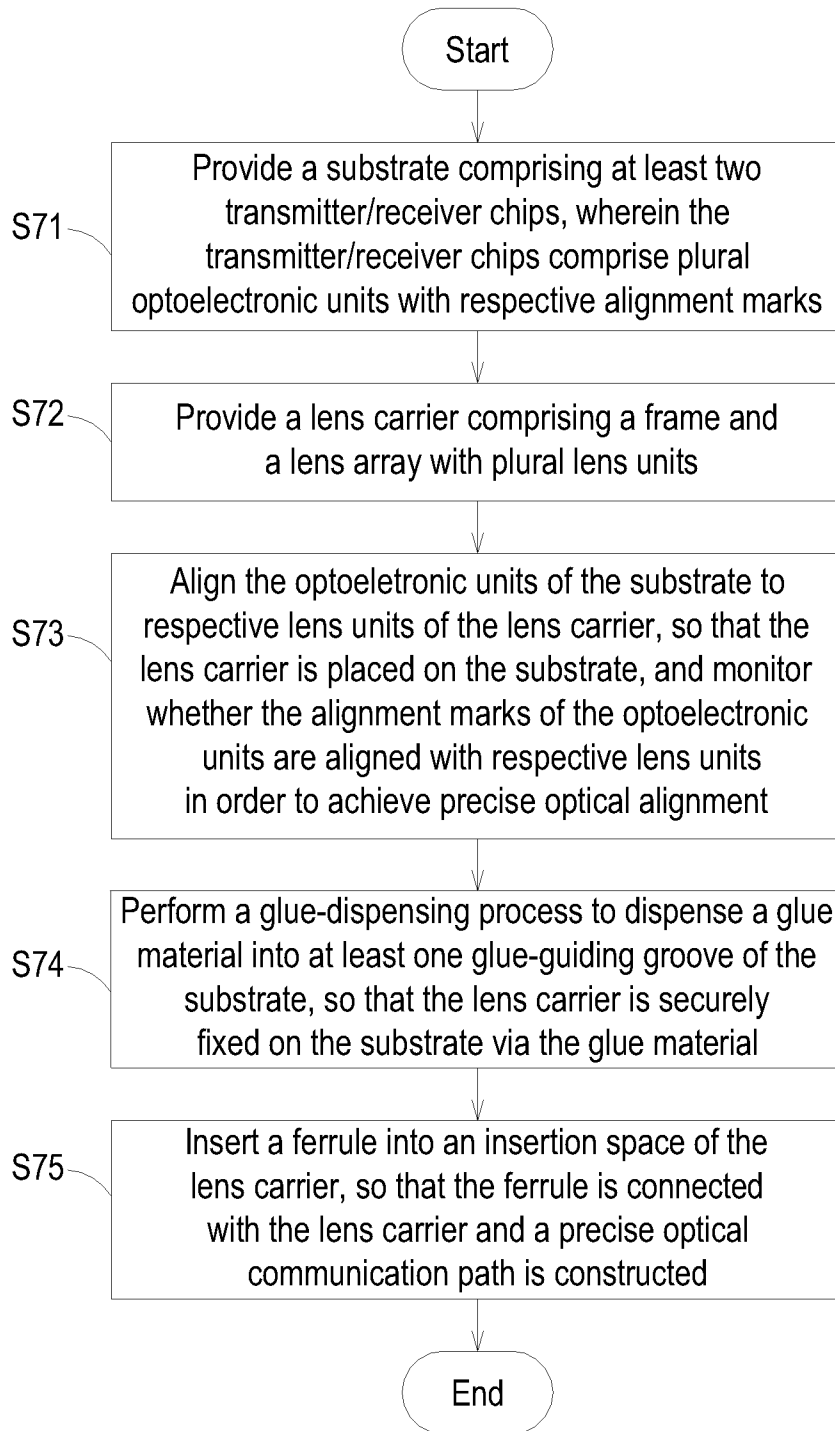 Start
S71
Provide a substrate comprising at least two
transmitter/receiver chips, wherein the
transmitter/receiver chips comprise plural
optoelectronic units with respective alignment marks
S72
Provide a lens carrier comprising a frame and
a lens array with plural lens units
S73
Align the optoeletronic units of the substrate to
respective lens units of the lens carrier, so that the
lens carrier is placed on the substrate, and monitor
whether the alignment marks of the optoelectronic
units are aligned with respective lens units
in order to achieve precise optical alignment
S74
Perform a glue-dispensing process to dispense a glue
material into at least one glue-guiding groove of the
substrate, so that the lens carrier is securely
fixed on the substrate via the glue material
S75
Insert a ferrule into an insertion space of the
lens carrier, so that the ferrule is connected
with the lens carrier and a precise optical
communication path is constructed
End